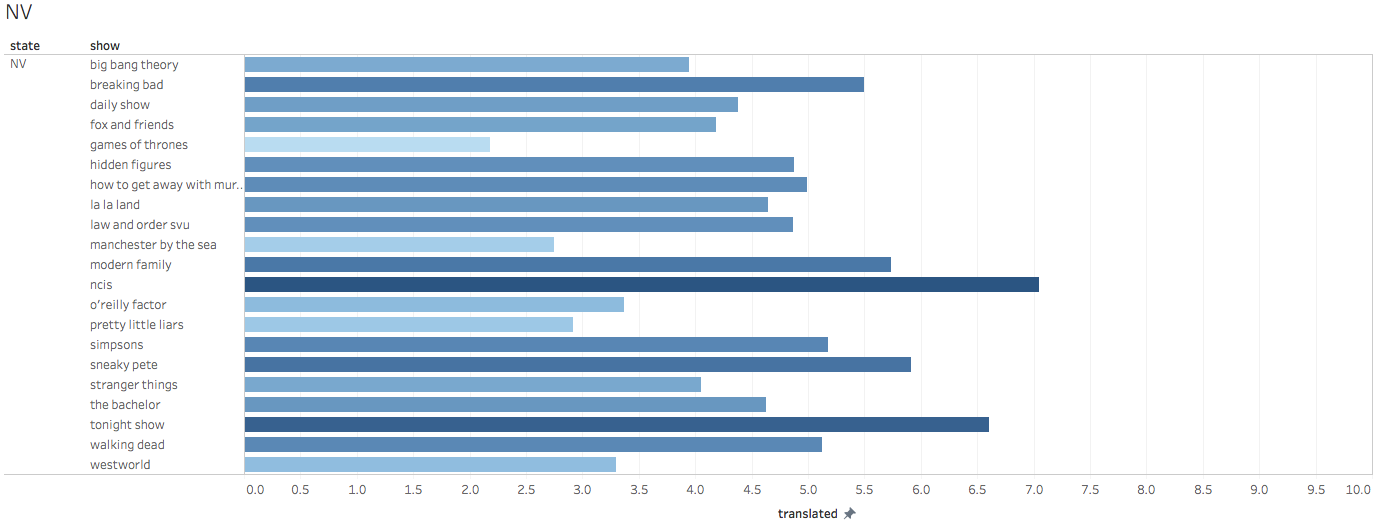 NV
state show
NV big bang theory
breaking bad
daily show
fox and friends
games of thrones
hidden figures
how to get away with mur..
la la land
law and order svu
manchester by the sea
modern family
ncis
o'reilly factor
pretty little liars
simpsons
sneaky pete
stranger things
the bachelor
tonight show
walking dead
westworld
0.0 0.5 1.0 1.5 2.0 2.5 3.0 3.5 4.0 4.5 5.0 5.5 6.0 6.5 7.0 7.5 8.0 8.5 9.0 9.5 10.0
translated